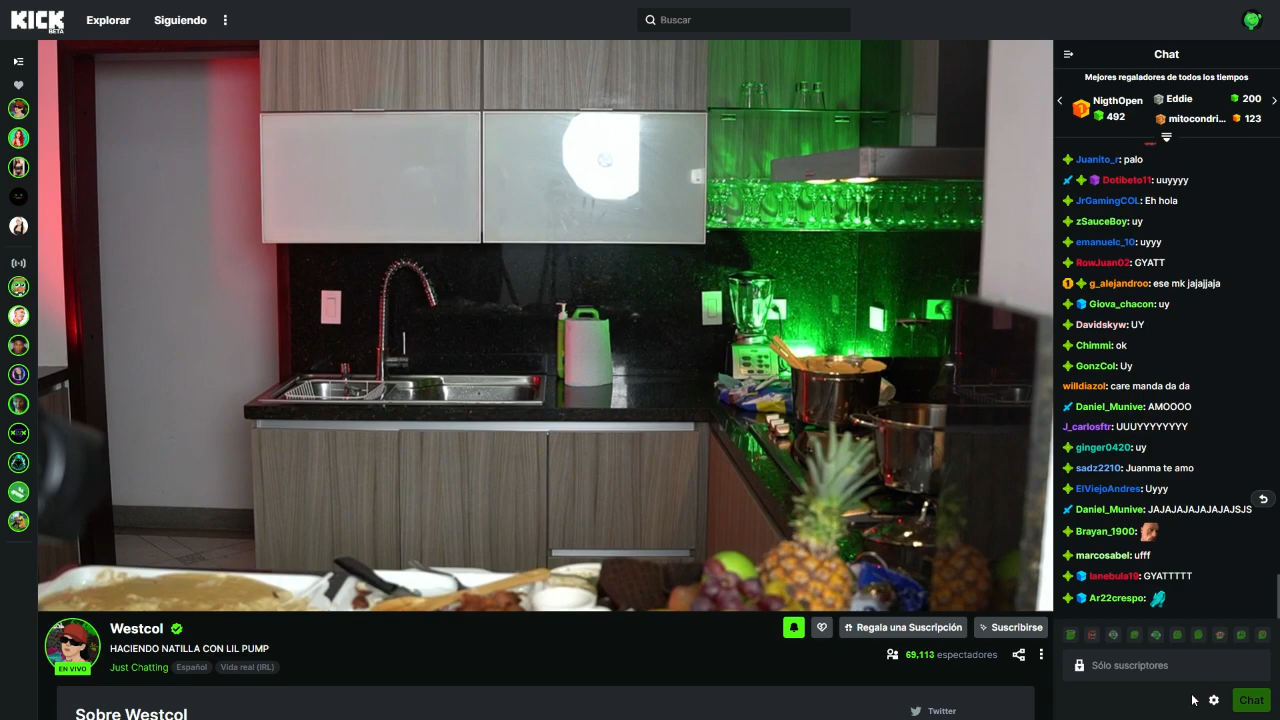 KICK
BETA
Explorar
Siguiendo
Buscar
Chat
Mejores regaladores de todos los tiempos
NigthOpen
492
Eddie
200
mitocondri...
123
Juanito_r: palo
Dotibeto11: uuyyyy
JrGamingCOL: Eh hola
zSauceBoy: uy
emanuelc_10: uyyy
RowJuan02: GYATT
1 g_alejandroo: ese mk jajajjaja
Giova_chacon: uy
Davidskyw: UY
Chimmi: ok
GonzCol: Uy
willdiazol: care manda da da
Daniel_Munive: AMOOOO
J_carlosftr: UUUYYYYYYYY
ginger0420: uy
sadz2210: Juanma te amo
ElViejoAndres: Uyyy
Daniel_Munive: JAJAJAJAJAJAJAJSJS
Brayan_1900:
marcosabel: ufff
lanebula19: GYATTTTT
Ar22crespo:
Sólo suscriptores
Chat
Westcol
HACIENDO NATILLA CON LIL PUMP
Just Chatting
Español
Vida real (IRL)
EN VIVO
Regala una Suscripción
Suscribirse
69,113 espectadores
Sobre Westcol
Twitter